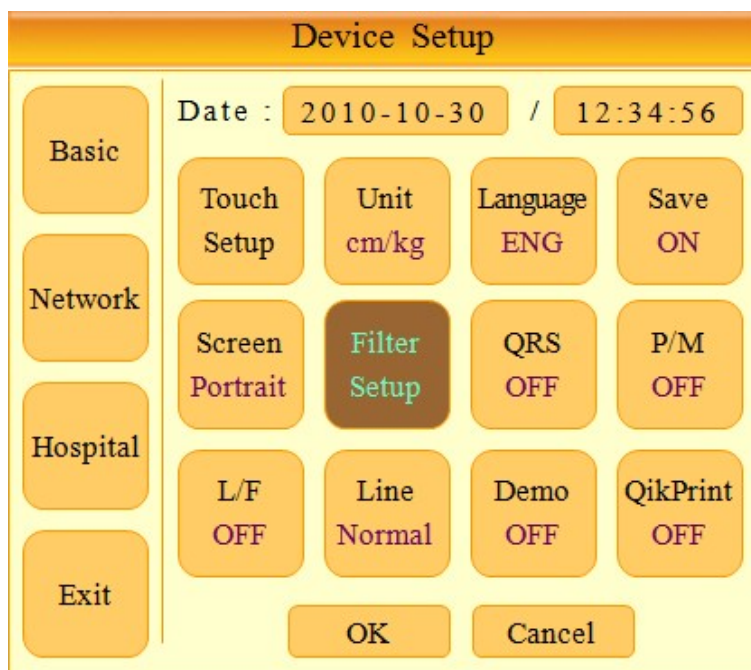 Device Setup
Basic
Network
Hospital
Exit
Date : 2010-10-30 / 12:34:56
Touch
Setup
Unit
cm/kg
Language
ENG
Save
ON
Screen
Portrait
Filter
Setup
QRS
OFF
P/M
OFF
L/F
OFF
Line
Normal
Demo
OFF
QikPrint
OFF
OK
Cancel